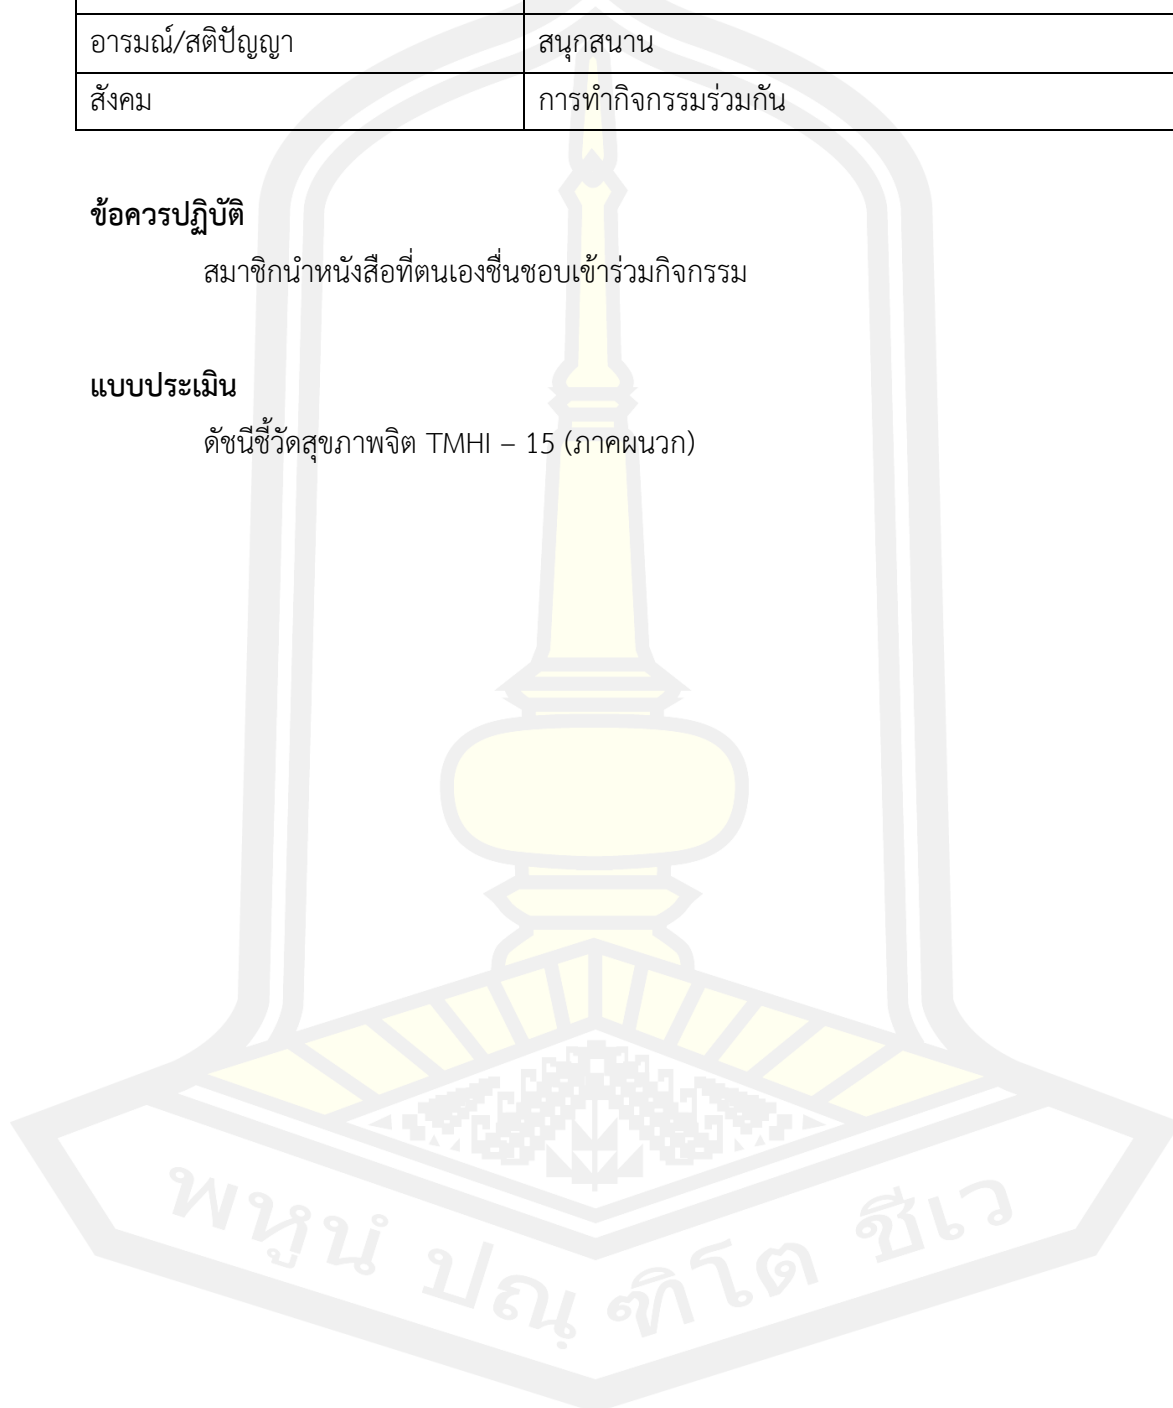 อารมณ์/สติปัญญา สนุกสนาน
สังคม การทำกิจกรรมร่วมกัน
ข้อควรปฏิบัติ
สมาชิกนำหนังสือที่ตนเองชื่นชอบเข้าร่วมกิจกรรม
แบบประเมิน
ดัชนีชี้วัดสุขภาพจิต TMHI – 15 (ภาคผนวก)
พหูนํ ปณฺฑิโต ชีเว